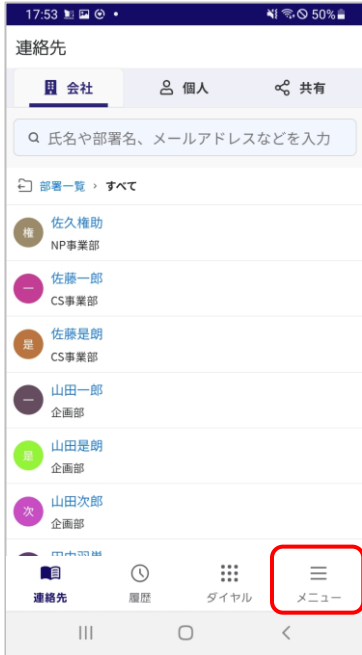 17:53 50%
連絡先
会社 個人 共有
氏名や部署名、メールアドレスなどを入力
部署一覧 › すべて
権 佐久権助
NP事業部
一 佐藤一郎
CS事業部
是 佐藤是朗
CS事業部
一 山田一郎
企画部
是 山田是朗
企画部
次 山田次郎
企画部
連絡先 履歴 ダイヤル メニュー